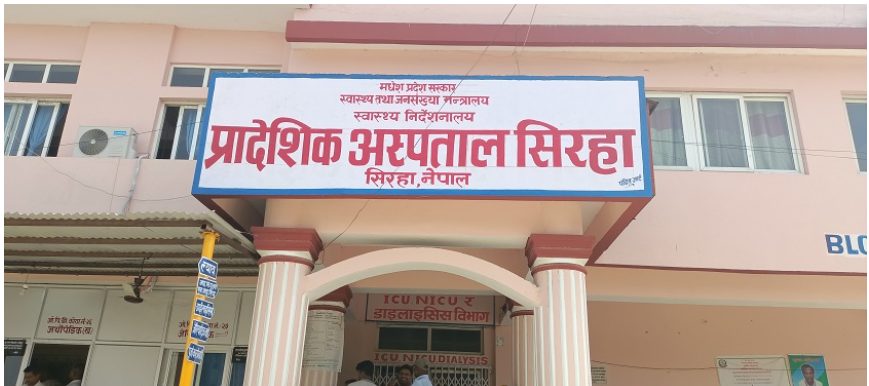 मधेश प्रदेश सरकार
स्वास्थ्य तथा जनसंख्या मन्त्रालय
स्वास्थ्य निर्देशनालय
प्रादेशिक अस्पताल सिरहा
सिरहा, नेपाल
BLO
ICU NICU र
डाइलाइसिस विभाग
ICU NICU DIALYSIS